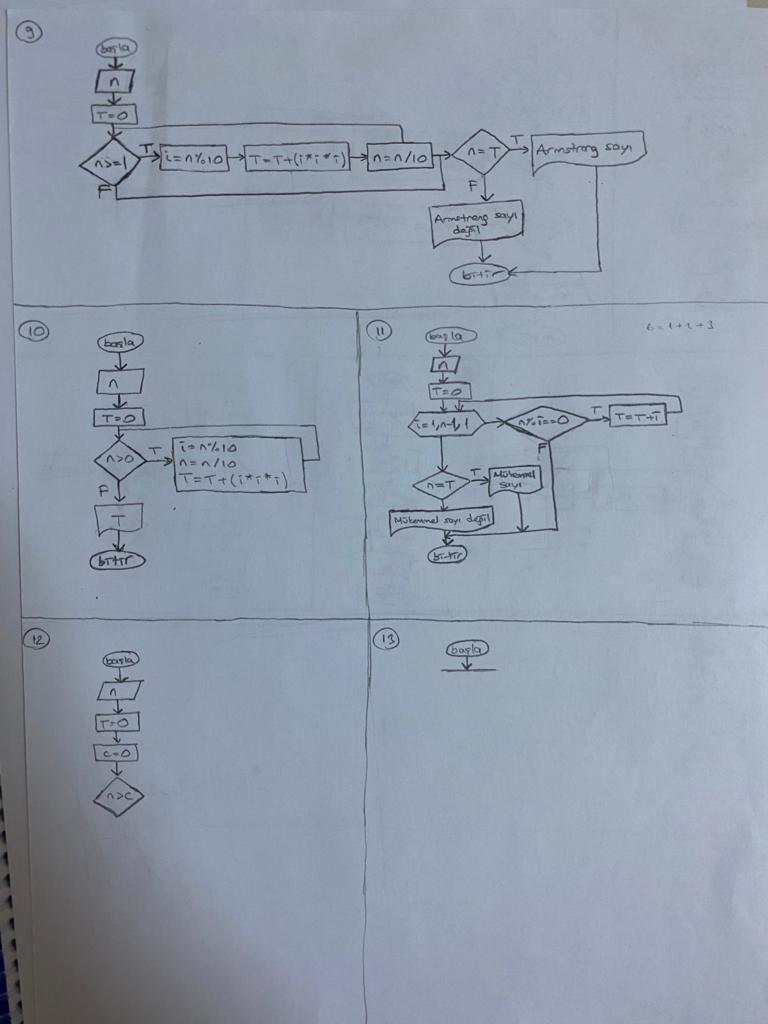 9
başla
n
T=0
n>=1
T
i=n%10
T=T+(i*i*i)
n=n/10
n=T
T
Armstrong sayı
F
F
Armstrong sayı
değil
bitir
10
başla
n
T=0
n>0
T
i=n%10
n=n/10
T=T+(i*i*i)
F
T
bitir
11
6=1+2+3
başla
n
T=0
i=1,n-1,1
n%i==0
T
T=T+i
F
n=T
T
Mükemmel
sayı
Mükemmel sayı değil
bitir
12
başla
n
T=0
c=0
n>c
13
başla